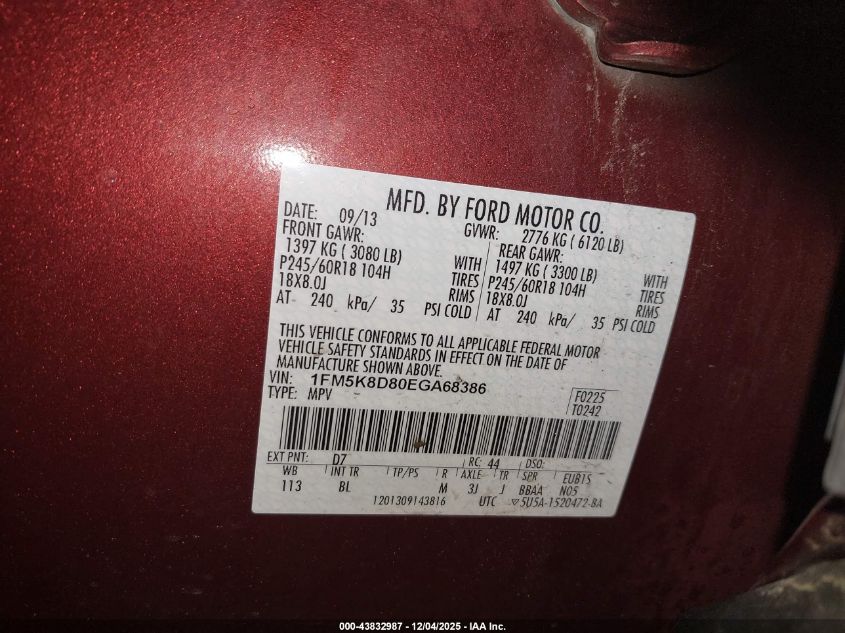 MFD. BY FORD MOTOR CO.
DATE: 09/13 GVWR: 2776 KG ( 6120 LB)
FRONT GAWR: REAR GAWR:
1397 KG ( 3080 LB) WITH 1497 KG ( 3300 LB) WITH
P245/60R18 104H TIRES P245/60R18 104H TIRES
18X8.0J RIMS 18X8.0J RIMS
AT 240 kPa/ 35 PSI COLD AT 240 kPa/ 35 PSI COLD
THIS VEHICLE CONFORMS TO ALL APPLICABLE FEDERAL MOTOR
VEHICLE SAFETY STANDARDS IN EFFECT ON THE DATE OF
MANUFACTURE SHOWN ABOVE.
VIN: 1FM5K8D80EGA68386
TYPE: MPV
F0225
T0242
EXT PNT: D7 RC: 44 DSO:
WB INT TR TP/PS R AXLE TR SPR EUB15
113 BL M 3J J BBAA N05
1201309143816 UTC ▽5U5A-1520472-BA
000-43832987 - 12/04/2025 - IAA Inc.